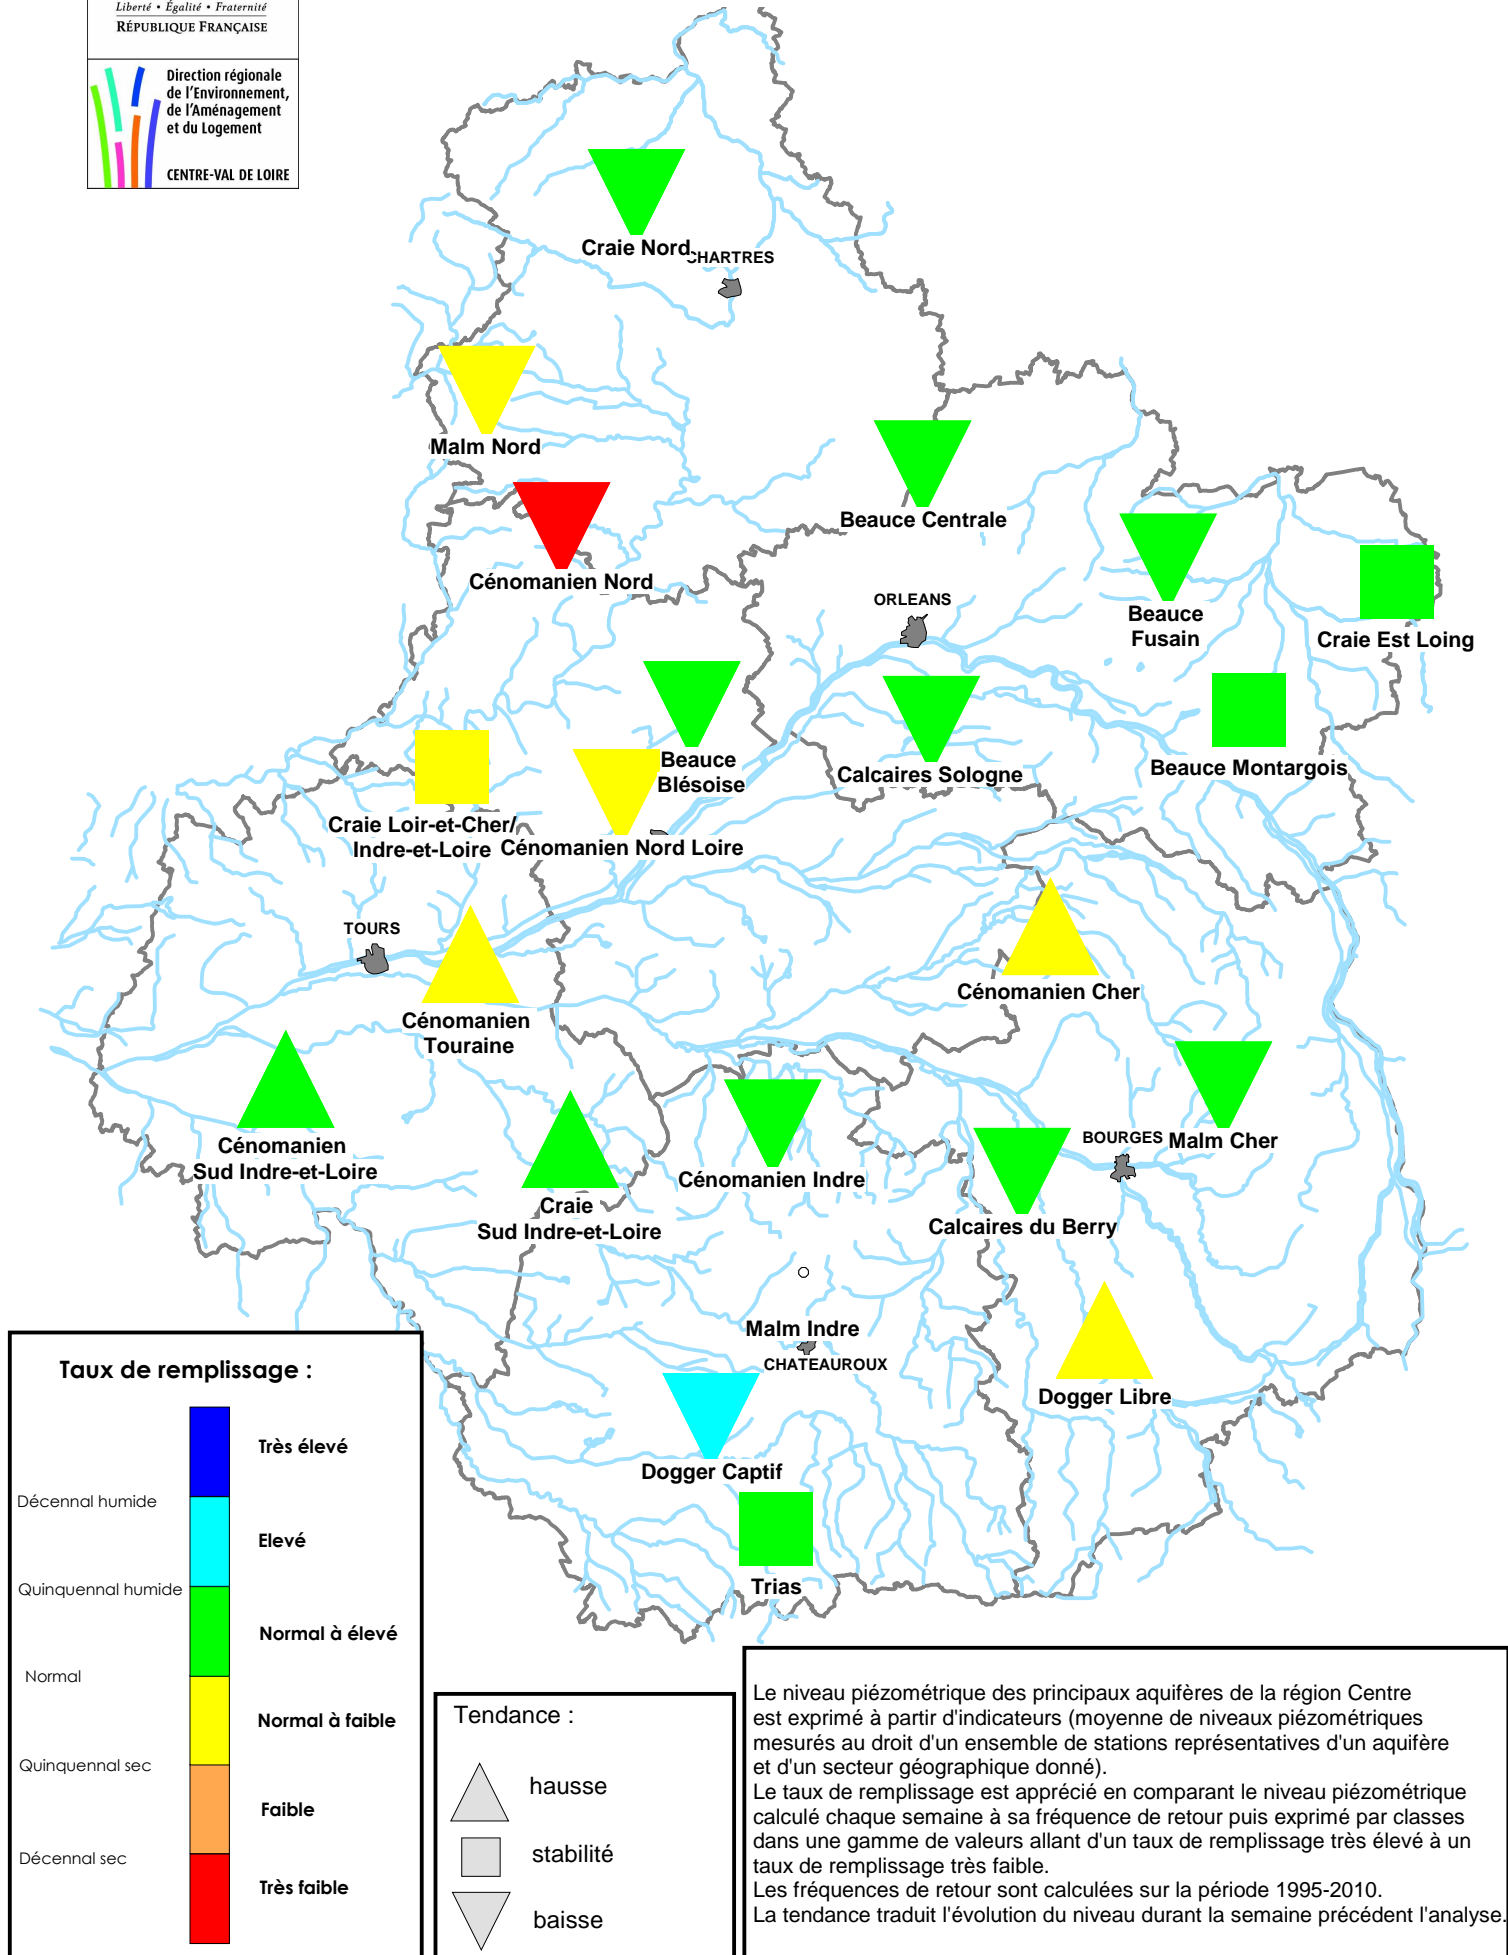 Liberté • Égalité • Fraternité
RÉPUBLIQUE FRANÇAISE
Direction régionale
de l'Environnement,
de l'Aménagement
et du Logement
CENTRE-VAL DE LOIRE
Craie Nord
CHARTRES
Malm Nord
Beauce Centrale
Cénomanien Nord
ORLEANS
Beauce
Fusain
Craie Est Loing
Beauce
Blésoise
Calcaires Sologne
Beauce Montargois
Craie Loir-et-Cher/
Indre-et-Loire
Cénomanien Nord Loire
TOURS
Cénomanien
Touraine
Cénomanien Cher
Cénomanien
Sud Indre-et-Loire
Craie
Sud Indre-et-Loire
Cénomanien Indre
BOURGES
Malm Cher
Calcaires du Berry
Malm Indre
CHATEAUROUX
Dogger Libre
Dogger Captif
Trias
Taux de remplissage :
Très élevé
Décennal humide
Elevé
Quinquennal humide
Normal à élevé
Normal
Normal à faible
Quinquennal sec
Faible
Décennal sec
Très faible
Tendance :
hausse
stabilité
baisse
Le niveau piézométrique des principaux aquifères de la région Centre
est exprimé à partir d'indicateurs (moyenne de niveaux piézométriques
mesurés au droit d'un ensemble de stations représentatives d'un aquifère
et d'un secteur géographique donné).
Le taux de remplissage est apprécié en comparant le niveau piézométrique
calculé chaque semaine à sa fréquence de retour puis exprimé par classes
dans une gamme de valeurs allant d'un taux de remplissage très élevé à un
taux de remplissage très faible.
Les fréquences de retour sont calculées sur la période 1995-2010.
La tendance traduit l'évolution du niveau durant la semaine précédent l'analyse.